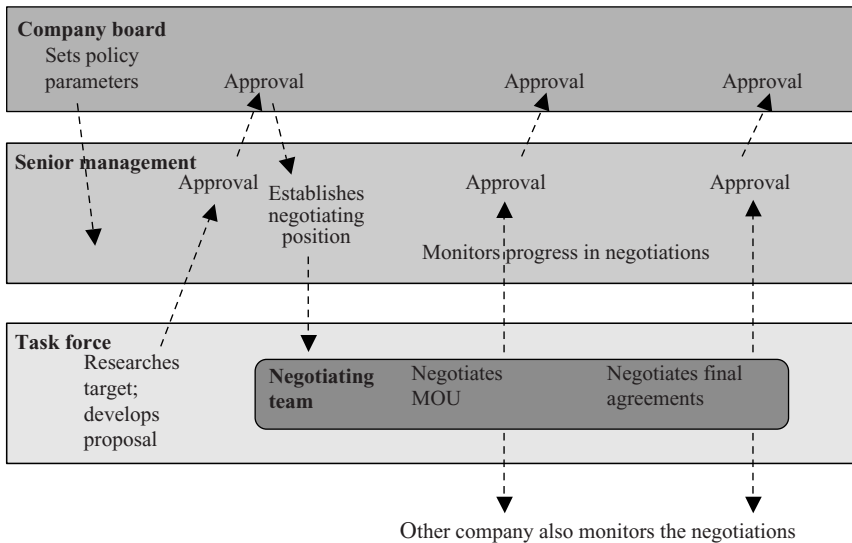 Company board
Sets policy
parameters
Approval
Approval
Approval
Senior management
Approval
Establishes
negotiating
position
Approval
Approval
Monitors progress in negotiations
Task force
Researches
target;
develops
proposal
Negotiating
team
Negotiates
MOU
Negotiates final
agreements
Other company also monitors the negotiations